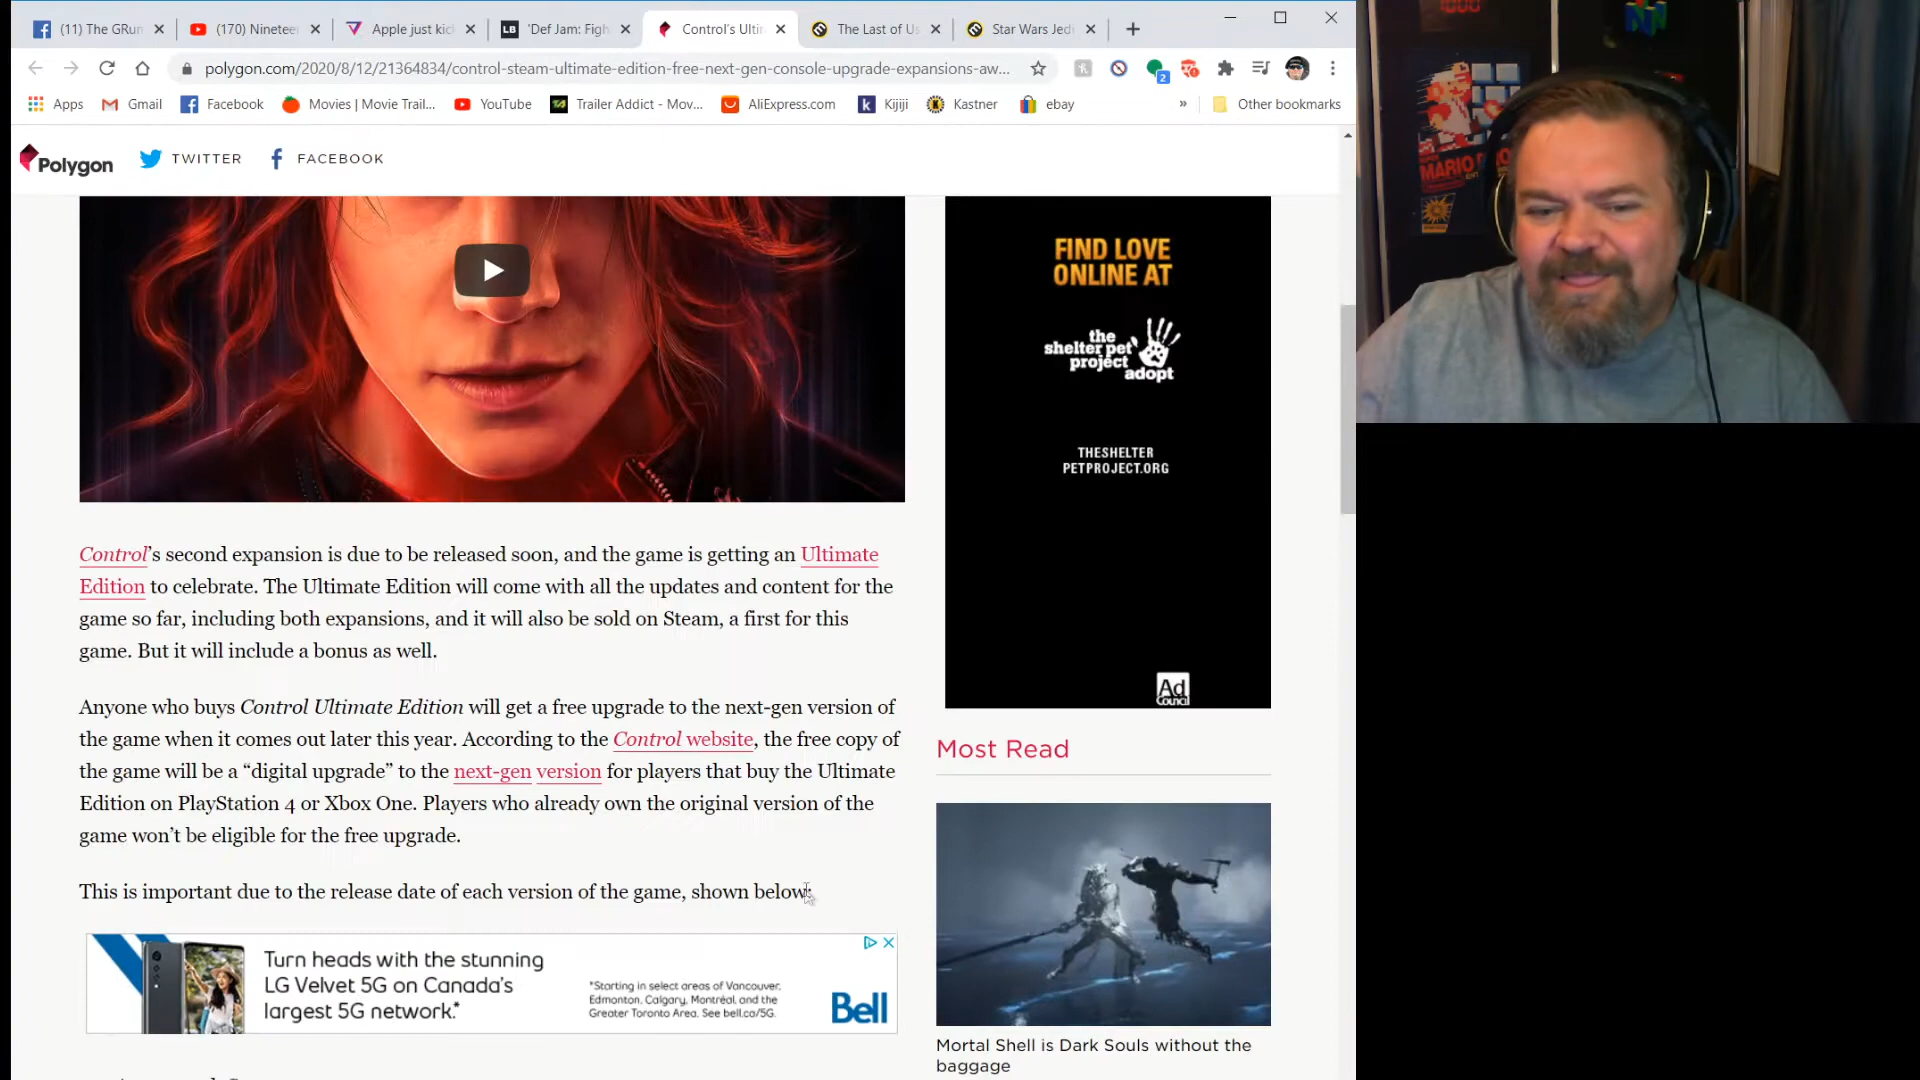 (11) The GRun
(170) Ninetee
Apple just kic
LB 'Def Jam: Figh
Control's Ulti
The Last of Us
Star Wars Jedi
polygon.com/2020/8/12/21364834/control-steam-ultimate-edition-free-next-gen-console-upgrade-expansions-aw...
2
Apps
Gmail
Facebook
Movies | Movie Trail...
YouTube
Trailer Addict - Mov...
AliExpress.com
Kijiji
Kastner
ebay
»
Other bookmarks
Polygon
TWITTER
FACEBOOK
FIND LOVE
ONLINE AT
the
shelter pet
project
adopt
THESHELTER
PETPROJECT.ORG
Ad
Council
Control's second expansion is due to be released soon, and the game is getting an Ultimate
Edition to celebrate. The Ultimate Edition will come with all the updates and content for the
game so far, including both expansions, and it will also be sold on Steam, a first for this
game. But it will include a bonus as well.
Anyone who buys Control Ultimate Edition will get a free upgrade to the next-gen version of
the game when it comes out later this year. According to the Control website, the free copy of
the game will be a “digital upgrade” to the next-gen version for players that buy the Ultimate
Edition on PlayStation 4 or Xbox One. Players who already own the original version of the
game won’t be eligible for the free upgrade.
This is important due to the release date of each version of the game, shown below:
Turn heads with the stunning
LG Velvet 5G on Canada's
largest 5G network.*
*Starting in select areas of Vancouver,
Edmonton, Calgary, Montréal, and the
Greater Toronto Area. See bell.ca/5G.
Bell
Most Read
Mortal Shell is Dark Souls without the
baggage
MARIO